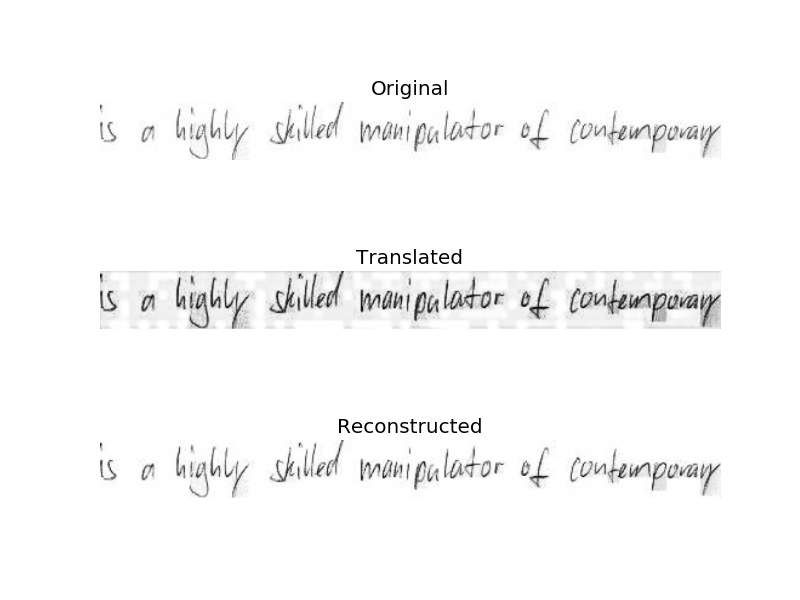 Original
is a highly skilled manipulator of contemporary
Translated
is a highly skilled manipulator of contemporary
Reconstructed
is a highly skilled manipulator of contemporary